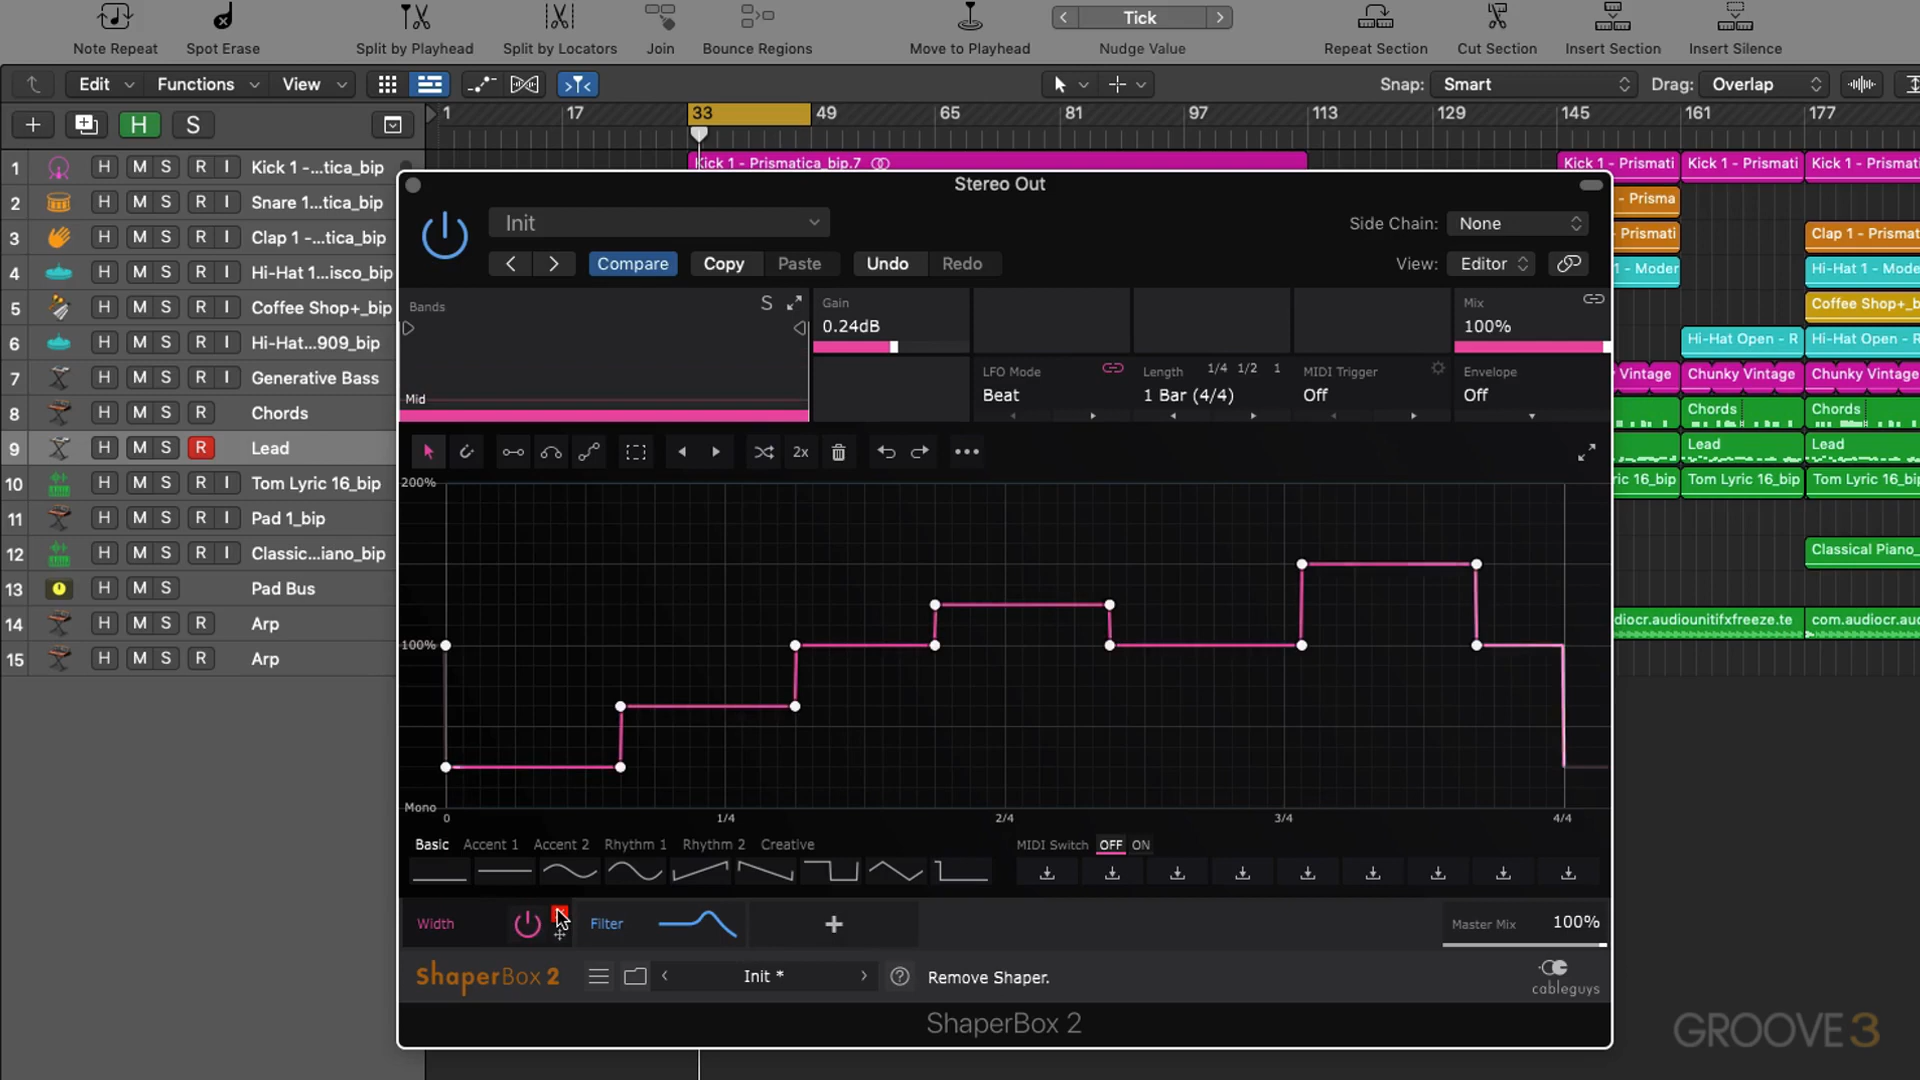 Tick
Note Repeat Spot Erase Split by Playhead Split by Locators Join Bounce Regions Move to Playhead Nudge Value Repeat Section Cut Section Insert Section Insert Silence
Edit Functions View Snap: Smart Drag: Overlap
H S 1 17 33 49 65 81 97 113 129 145 161 177
1 H M S R I Kick 1 -...tica_bip Kick 1 - Prismatica_bip.7 Kick 1 - Prismati Kick 1 - Prismati Kick 1 - Prismati
Stereo Out
2 H M S R I Snare 1...tica_bip - Prisma
Init Side Chain: None
3 H M S R I Clap 1 -...tica_bip Prismati Clap 1 - Prismat
Compare Copy Paste Undo Redo View: Editor
4 H M S R I Hi-Hat 1...isco_bip 1 - Moder Hi-Hat 1 - Mode
5 H M S R I Coffee Shop+_bip Coffee Shop+_b
Bands S Gain Mix
0.24dB 100%
6 H M S R I Hi-Hat...909_bip Hi-Hat Open - R Hi-Hat Open - R
7 H M S R I Generative Bass Vintage Chunky Vintage Chunky Vintage
LFO Mode Length 1/4 1/2 1 MIDI Trigger Envelope
Beat 1 Bar (4/4) Off Off
Mid
8 H M S R Chords Chords Chords
9 H M S R Lead Lead Lead
2x
10 H M S R I Tom Lyric 16_bip ric 16_bip Tom Lyric 16_bip Tom Lyric 16_bip
200%
11 H M S R I Pad 1_bip
12 H M S R I Classic...iano_bip Classical Piano_
13 H M S Pad Bus
14 H M S R Arp diocr.audiounitifxfreeze.te com.audiocr.aud
100%
15 H M S R Arp
Mono
0 1/4 2/4 3/4 4/4
Basic Accent 1 Accent 2 Rhythm 1 Rhythm 2 Creative MIDI Switch OFF ON
Width Filter + Master Mix 100%
ShaperBox 2 Init * Remove Shaper. cableguys
ShaperBox 2
GROOVE 3